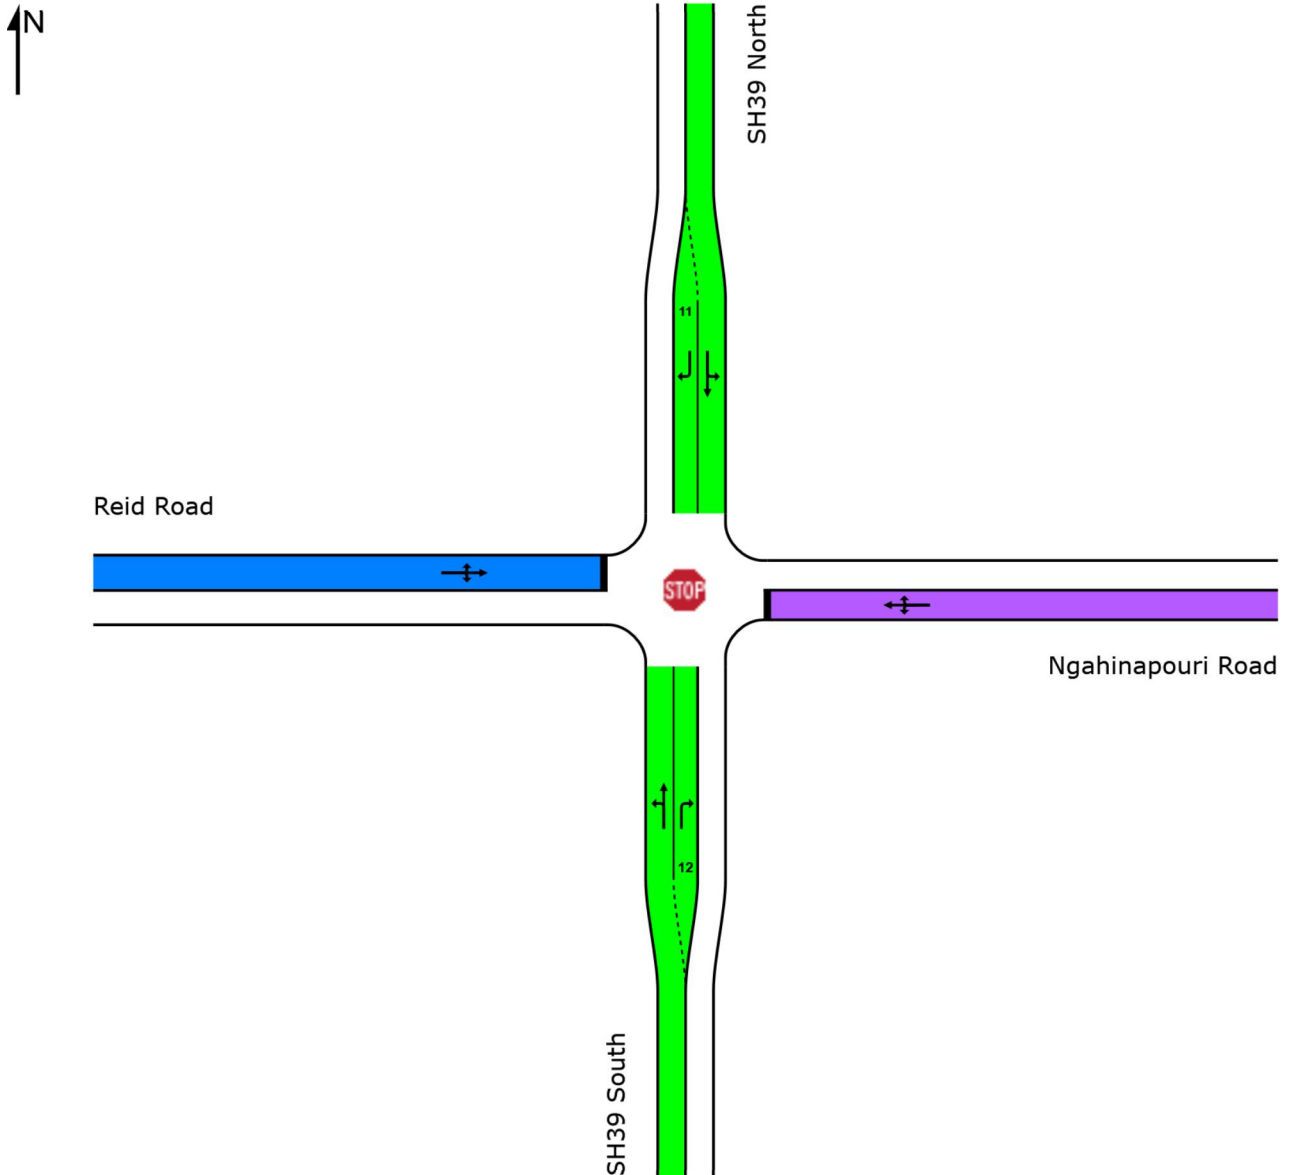 N
SH39 North
11
Reid Road
STOP
Ngahinapouri Road
12
SH39 South